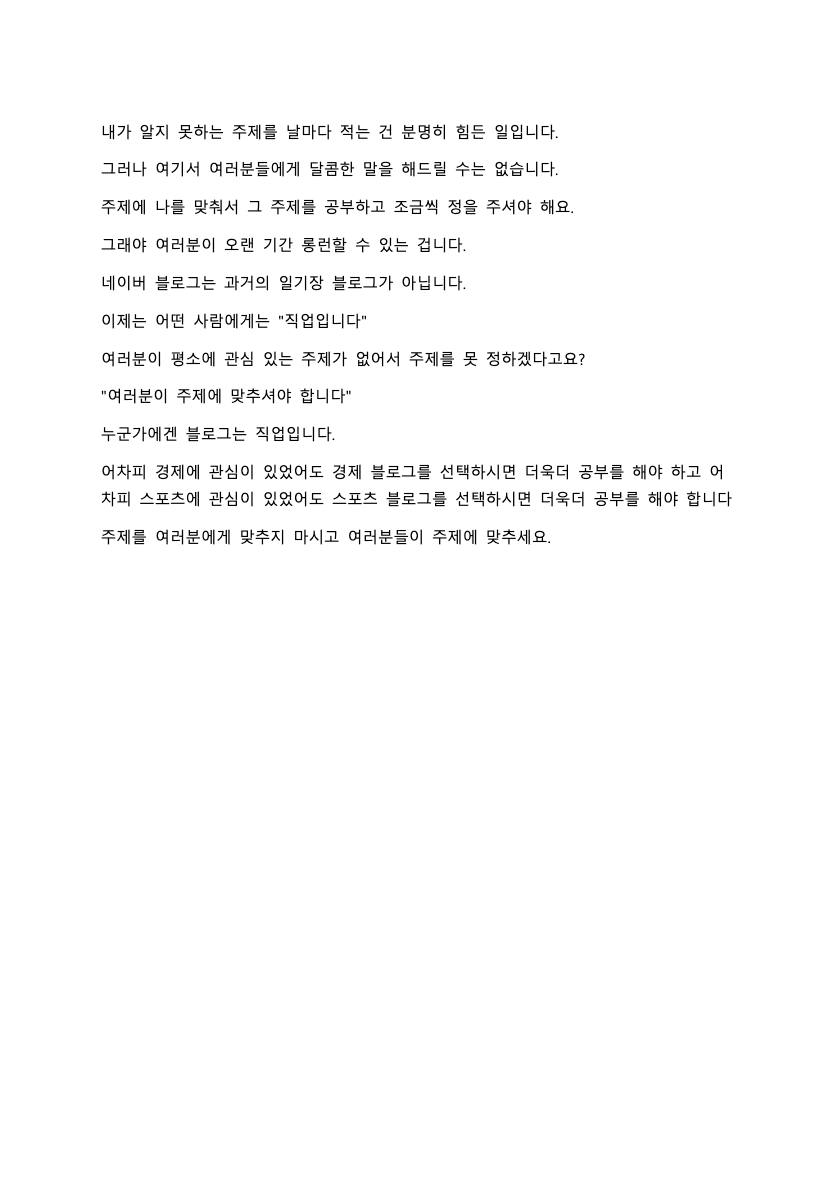 내가 알지 못하는 주제를 날마다 적는 건 분명히 힘든 일입니다.
그러나 여기서 여러분들에게 달콤한 말을 해드릴 수는 없습니다.
주제에 나를 맞춰서 그 주제를 공부하고 조금씩 정을 주셔야 해요.
그래야 여러분이 오랜 기간 롱런할 수 있는 겁니다.
네이버 블로그는 과거의 일기장 블로그가 아닙니다.
이제는 어떤 사람에게는 "직업입니다"
여러분이 평소에 관심 있는 주제가 없어서 주제를 못 정하겠다고요?
"여러분이 주제에 맞추셔야 합니다"
누군가에겐 블로그는 직업입니다.
어차피 경제에 관심이 있었어도 경제 블로그를 선택하시면 더욱더 공부를 해야 하고 어
차피 스포츠에 관심이 있었어도 스포츠 블로그를 선택하시면 더욱더 공부를 해야 합니다
주제를 여러분에게 맞추지 마시고 여러분들이 주제에 맞추세요.